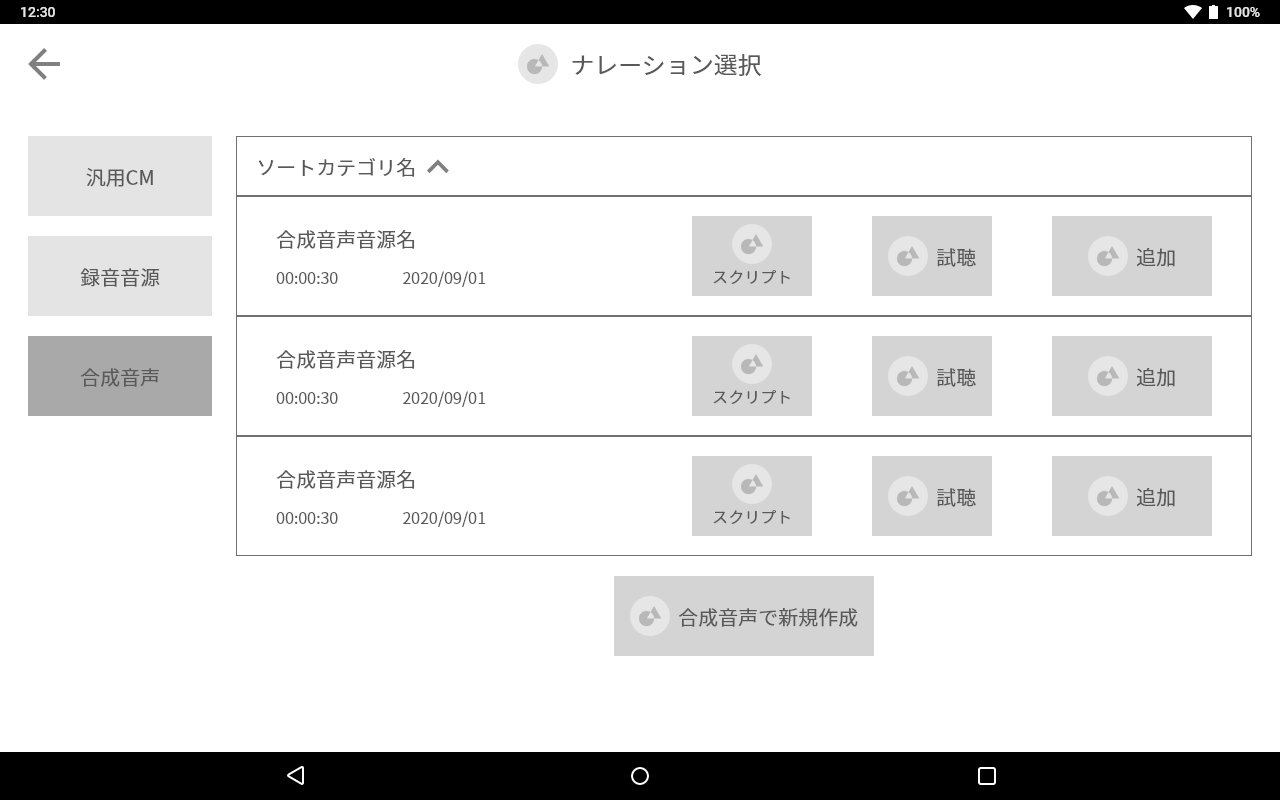 12:30
100%
ナレーション選択
汎用CM
録音音源
合成音声
ソートカテゴリ名
合成音声音源名
00:00:30 2020/09/01
スクリプト
試聴
追加
合成音声音源名
00:00:30 2020/09/01
スクリプト
試聴
追加
合成音声音源名
00:00:30 2020/09/01
スクリプト
試聴
追加
合成音声で新規作成